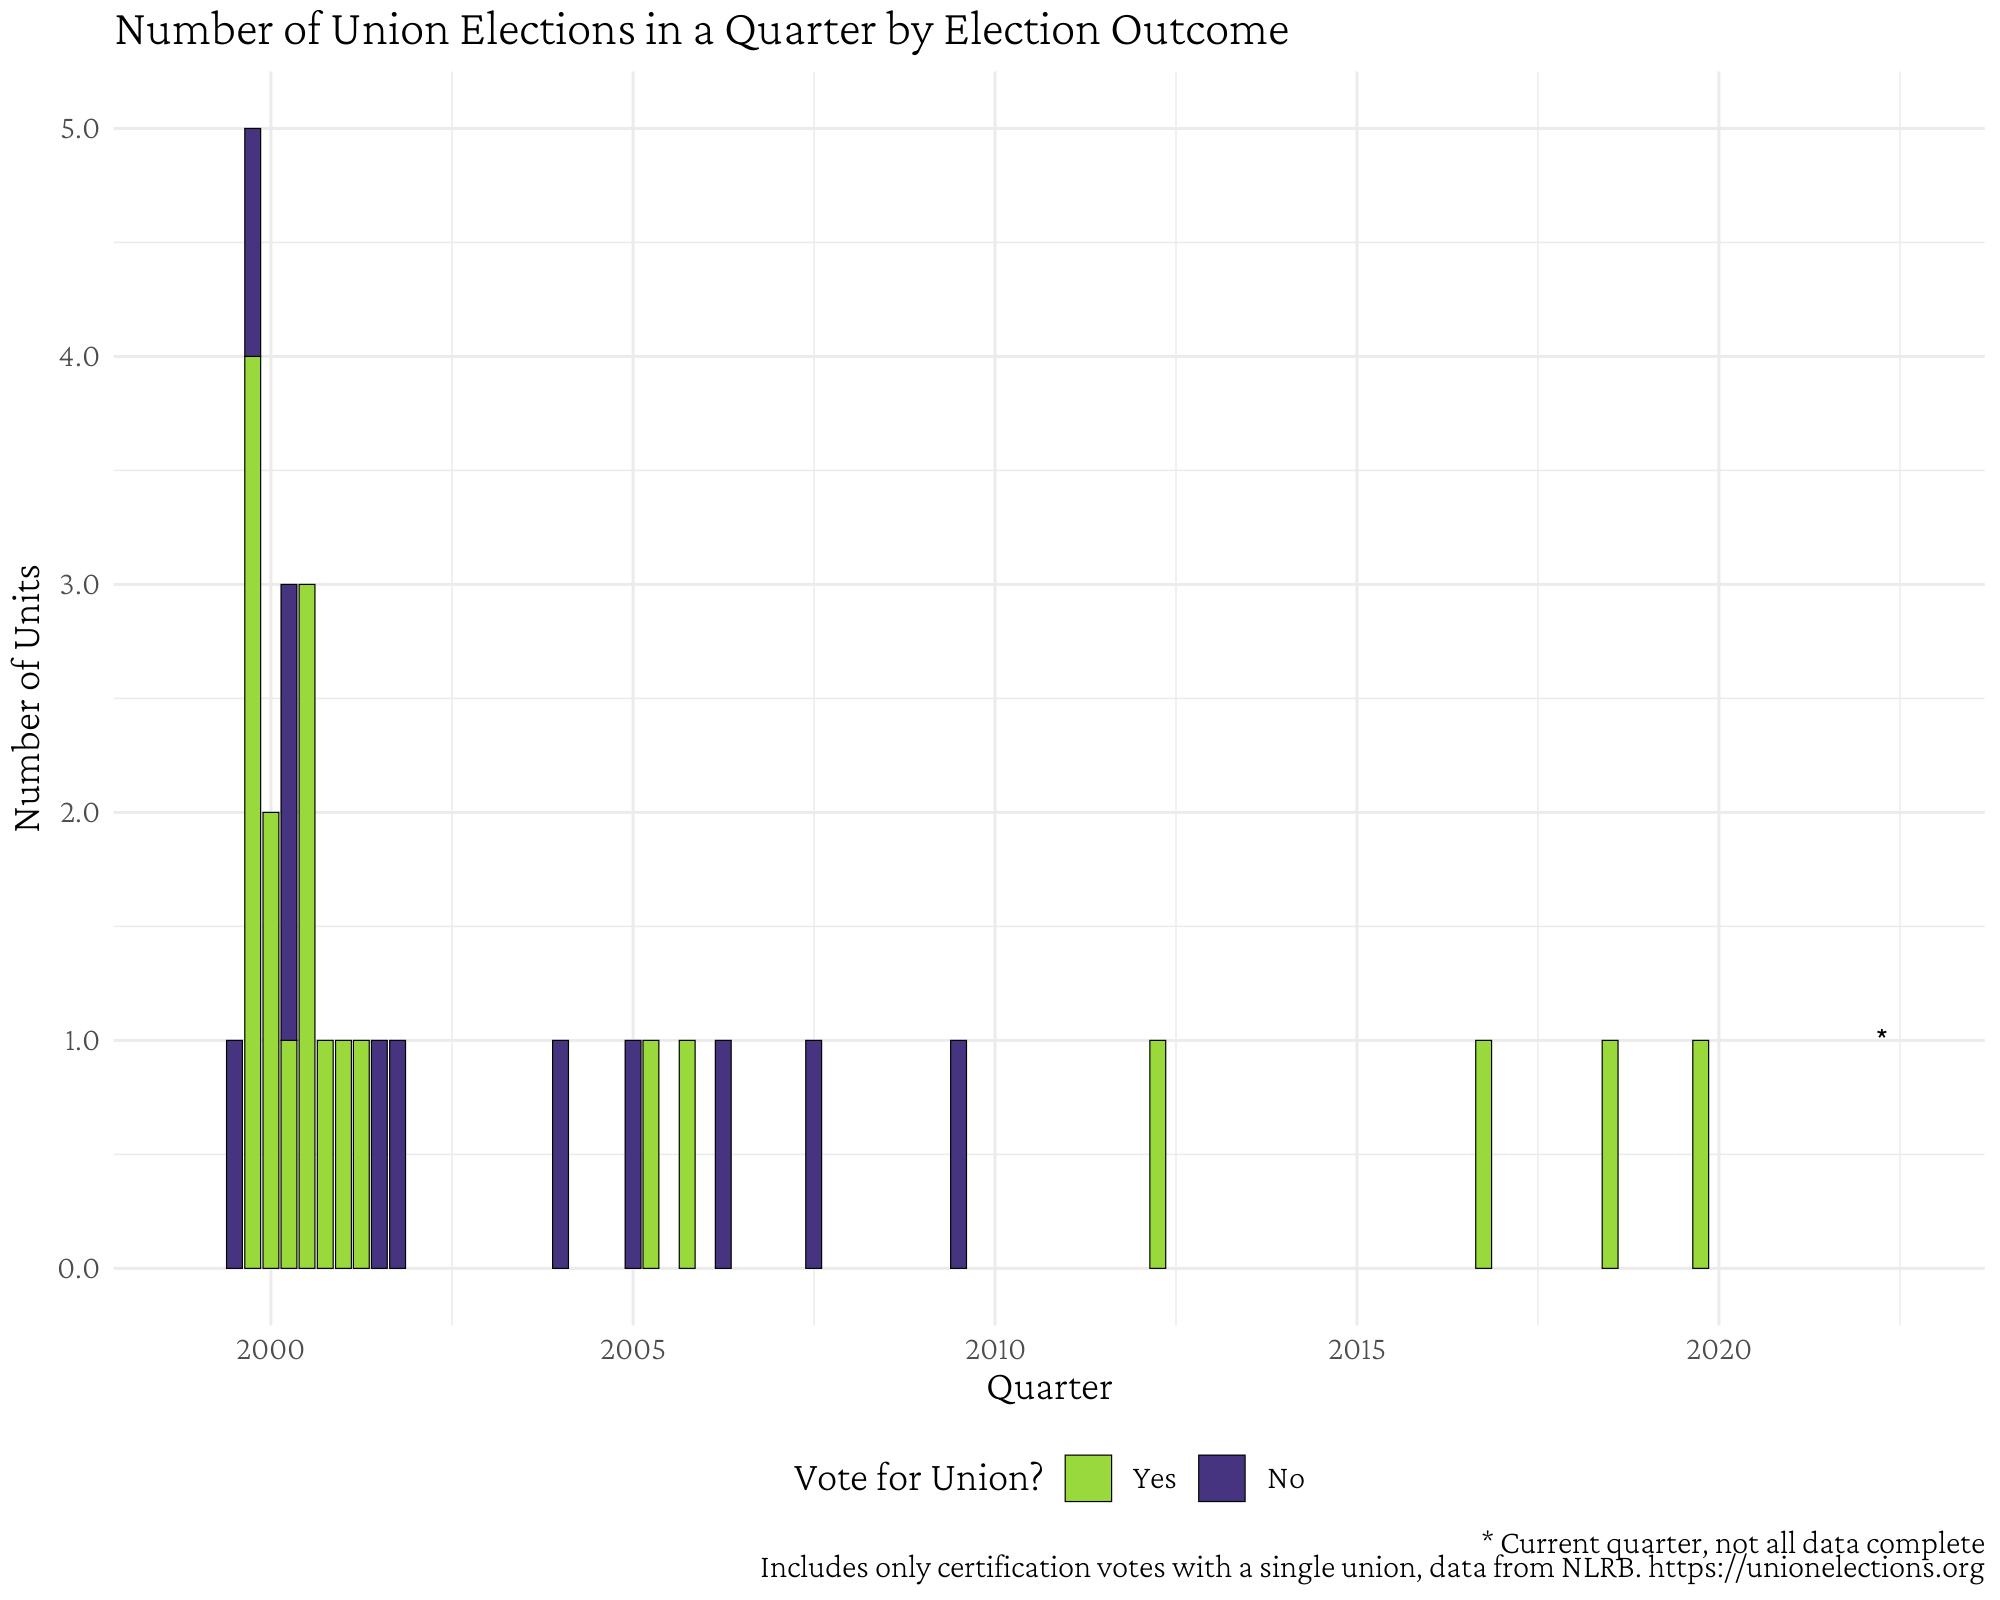 Number of Union Elections in a Quarter by Election Outcome
5.0
4.0
3.0
2.0
1.0
0.0
Number of Units
*
2000 2005 2010 2015 2020
Quarter
Vote for Union? Yes No
* Current quarter, not all data complete
Includes only certification votes with a single union, data from NLRB. https://unionelections.org